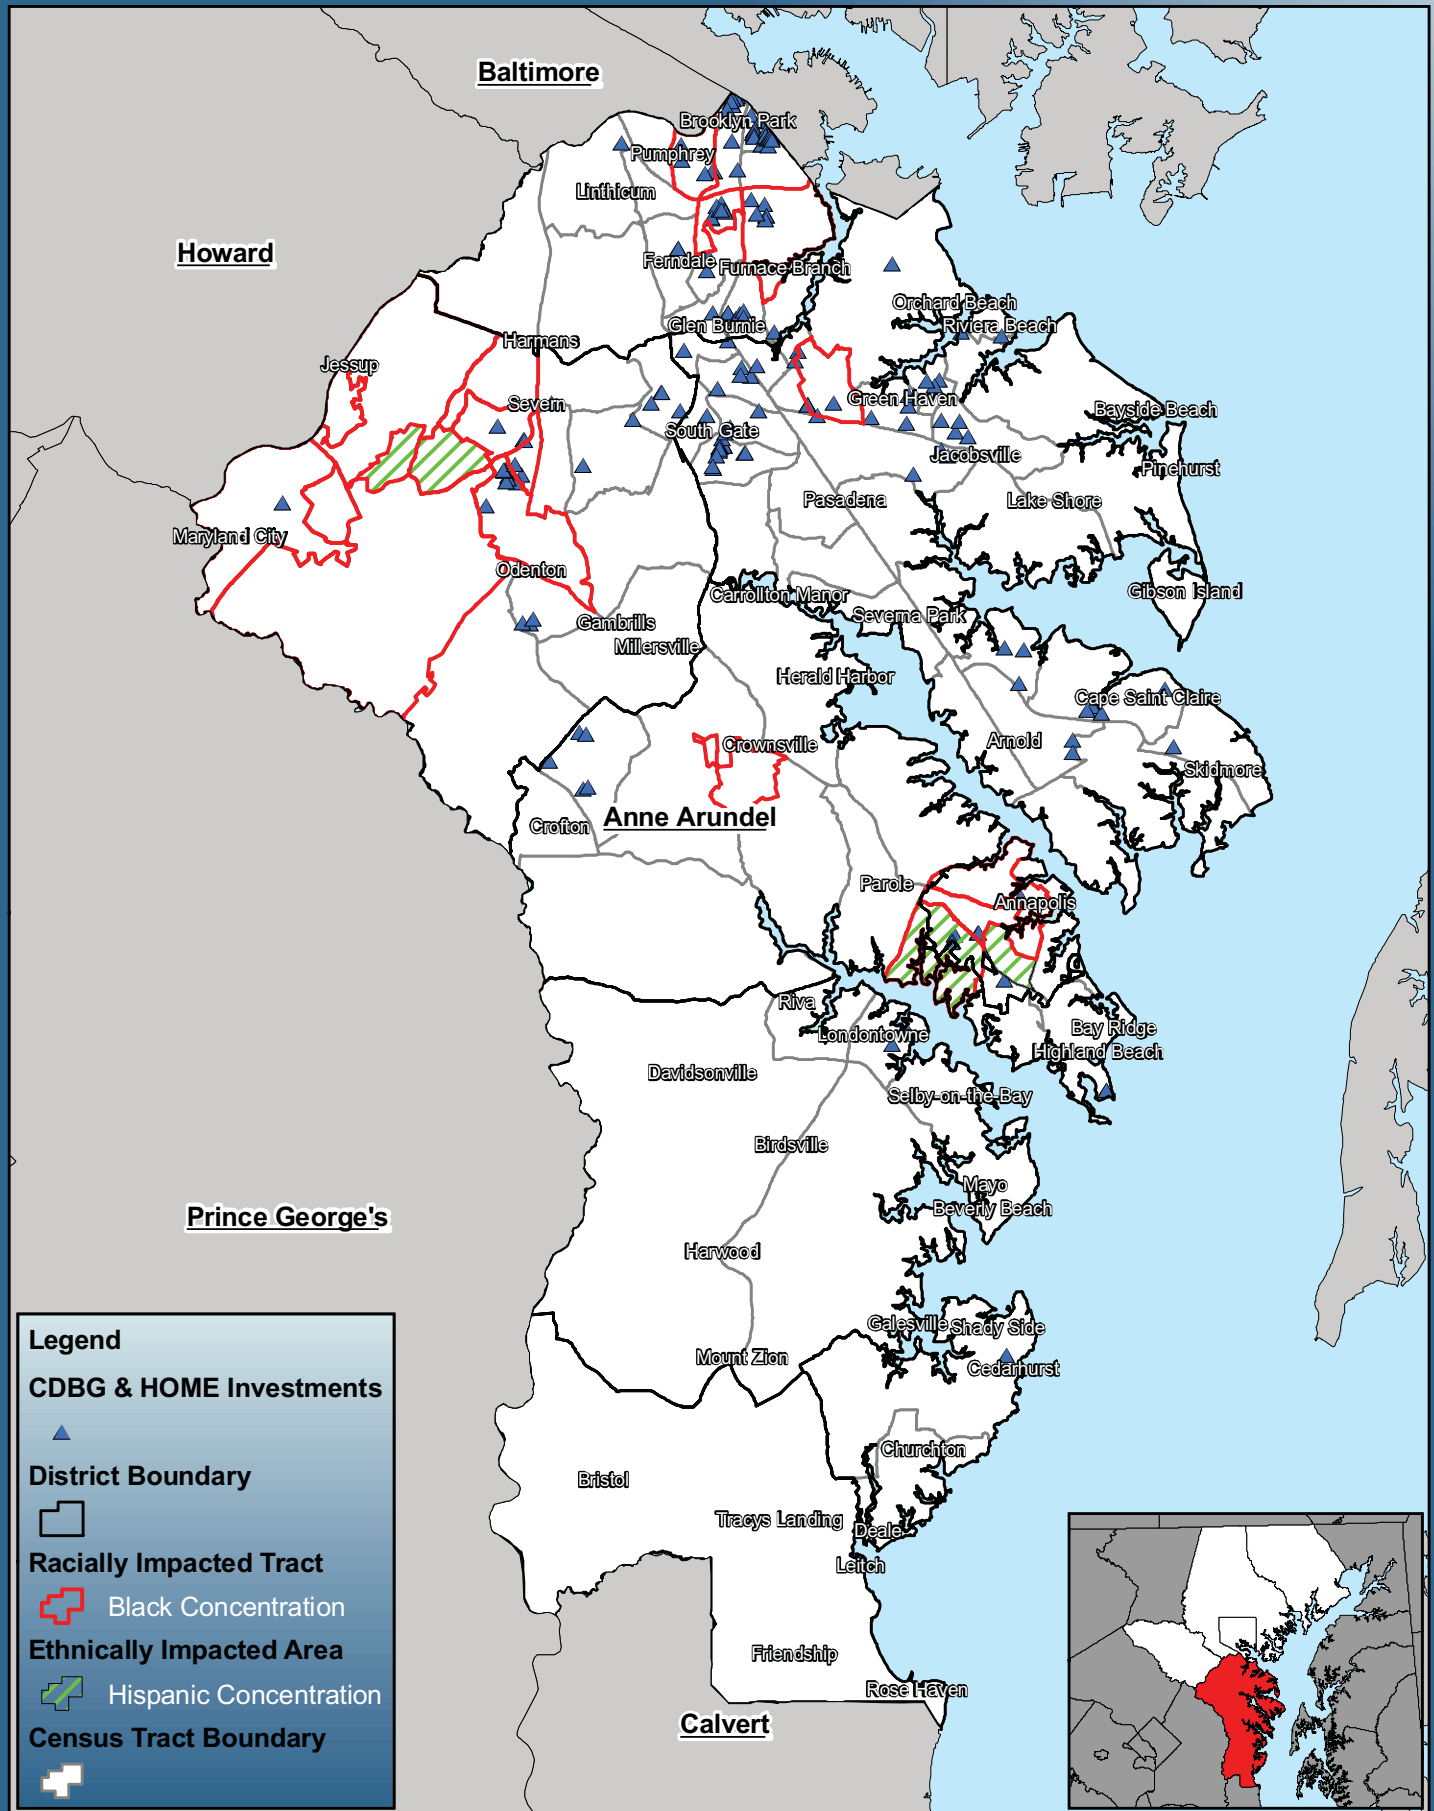 Baltimore
Brooklyn Park
Pumphrey
Linthicum
Howard
Ferndale
Furnace Branch
Orchard Beach
Riviera Beach
Glen Burnie
Harmans
Jessup
Severn
Green Haven
Bayside Beach
South Gate
Jacobsville
Pinehurst
Pasadena
Lake Shore
Maryland City
Odenton
Gibson Island
Carrollton Manor
Severna Park
Gambrills
Millersville
Herald Harbor
Cape Saint Claire
Crownsville
Arnold
Skidmore
Anne Arundel
Crofton
Parole
Annapolis
Riva
Londontowne
Bay Ridge
Highland Beach
Davidsonville
Selby-on-the-Bay
Birdsville
Mayo
Beverly Beach
Prince George's
Harwood
Galesville
Shady Side
Mount Zion
Cedarhurst
Churchton
Bristol
Tracys Landing
Deale
Leitch
Friendship
Rose Haven
Calvert
Legend
CDBG & HOME Investments
District Boundary
Racially Impacted Tract
Black Concentration
Ethnically Impacted Area
Hispanic Concentration
Census Tract Boundary